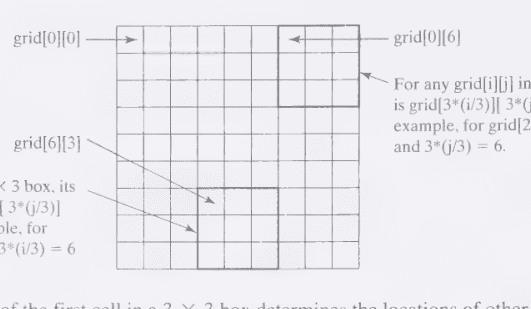 grid[0][0]
grid[0][6]
For any grid[i][j] in
is grid[3*(i/3)][ 3*(j
example, for grid[2
and 3*(j/3) = 6.
grid[6][3]
× 3 box, its
[ 3*(j/3)]
ple, for
3*(i/3) = 6
of the first cell in a 3 × 3 box determines the locations of other